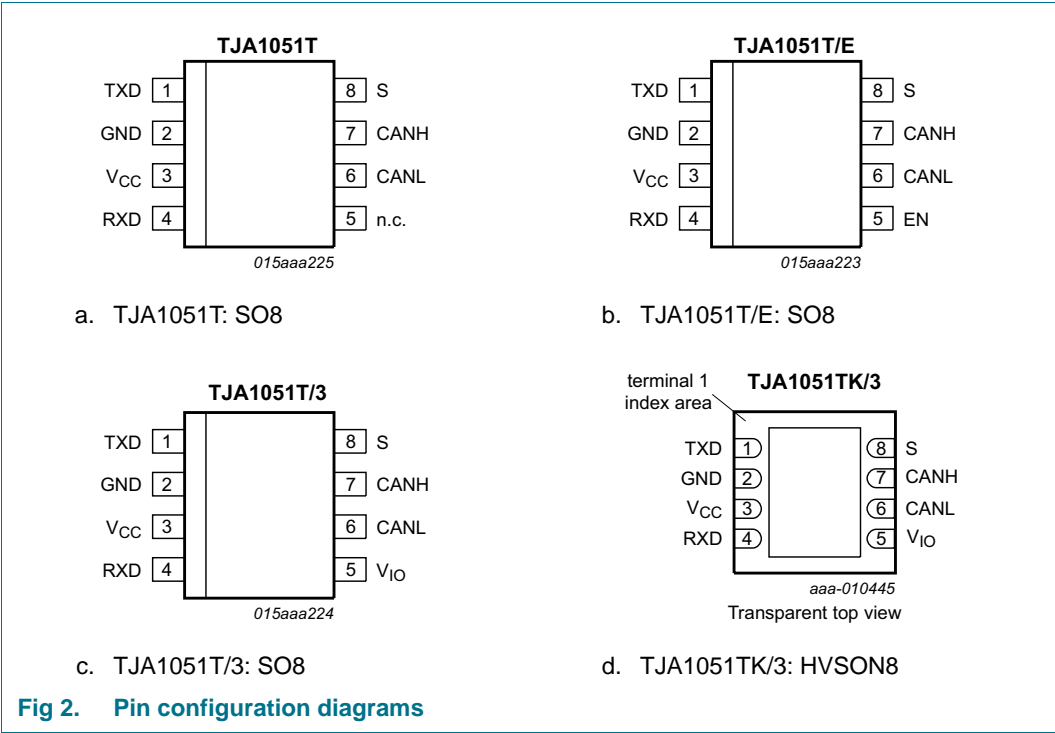 TJA1051T
TXD 1
8 S
GND 2
7 CANH
VCC 3
6 CANL
RXD 4
5 n.c.
015aaa225
a. TJA1051T: SO8
TJA1051T/E
TXD 1
8 S
GND 2
7 CANH
VCC 3
6 CANL
RXD 4
5 EN
015aaa223
b. TJA1051T/E: SO8
TJA1051T/3
TXD 1
8 S
GND 2
7 CANH
VCC 3
6 CANL
RXD 4
5 VIO
015aaa224
c. TJA1051T/3: SO8
terminal 1
index area
TJA1051TK/3
TXD 1
8 S
GND 2
7 CANH
VCC 3
6 CANL
RXD 4
5 VIO
aaa-010445
Transparent top view
d. TJA1051TK/3: HVSON8
Fig 2. Pin configuration diagrams